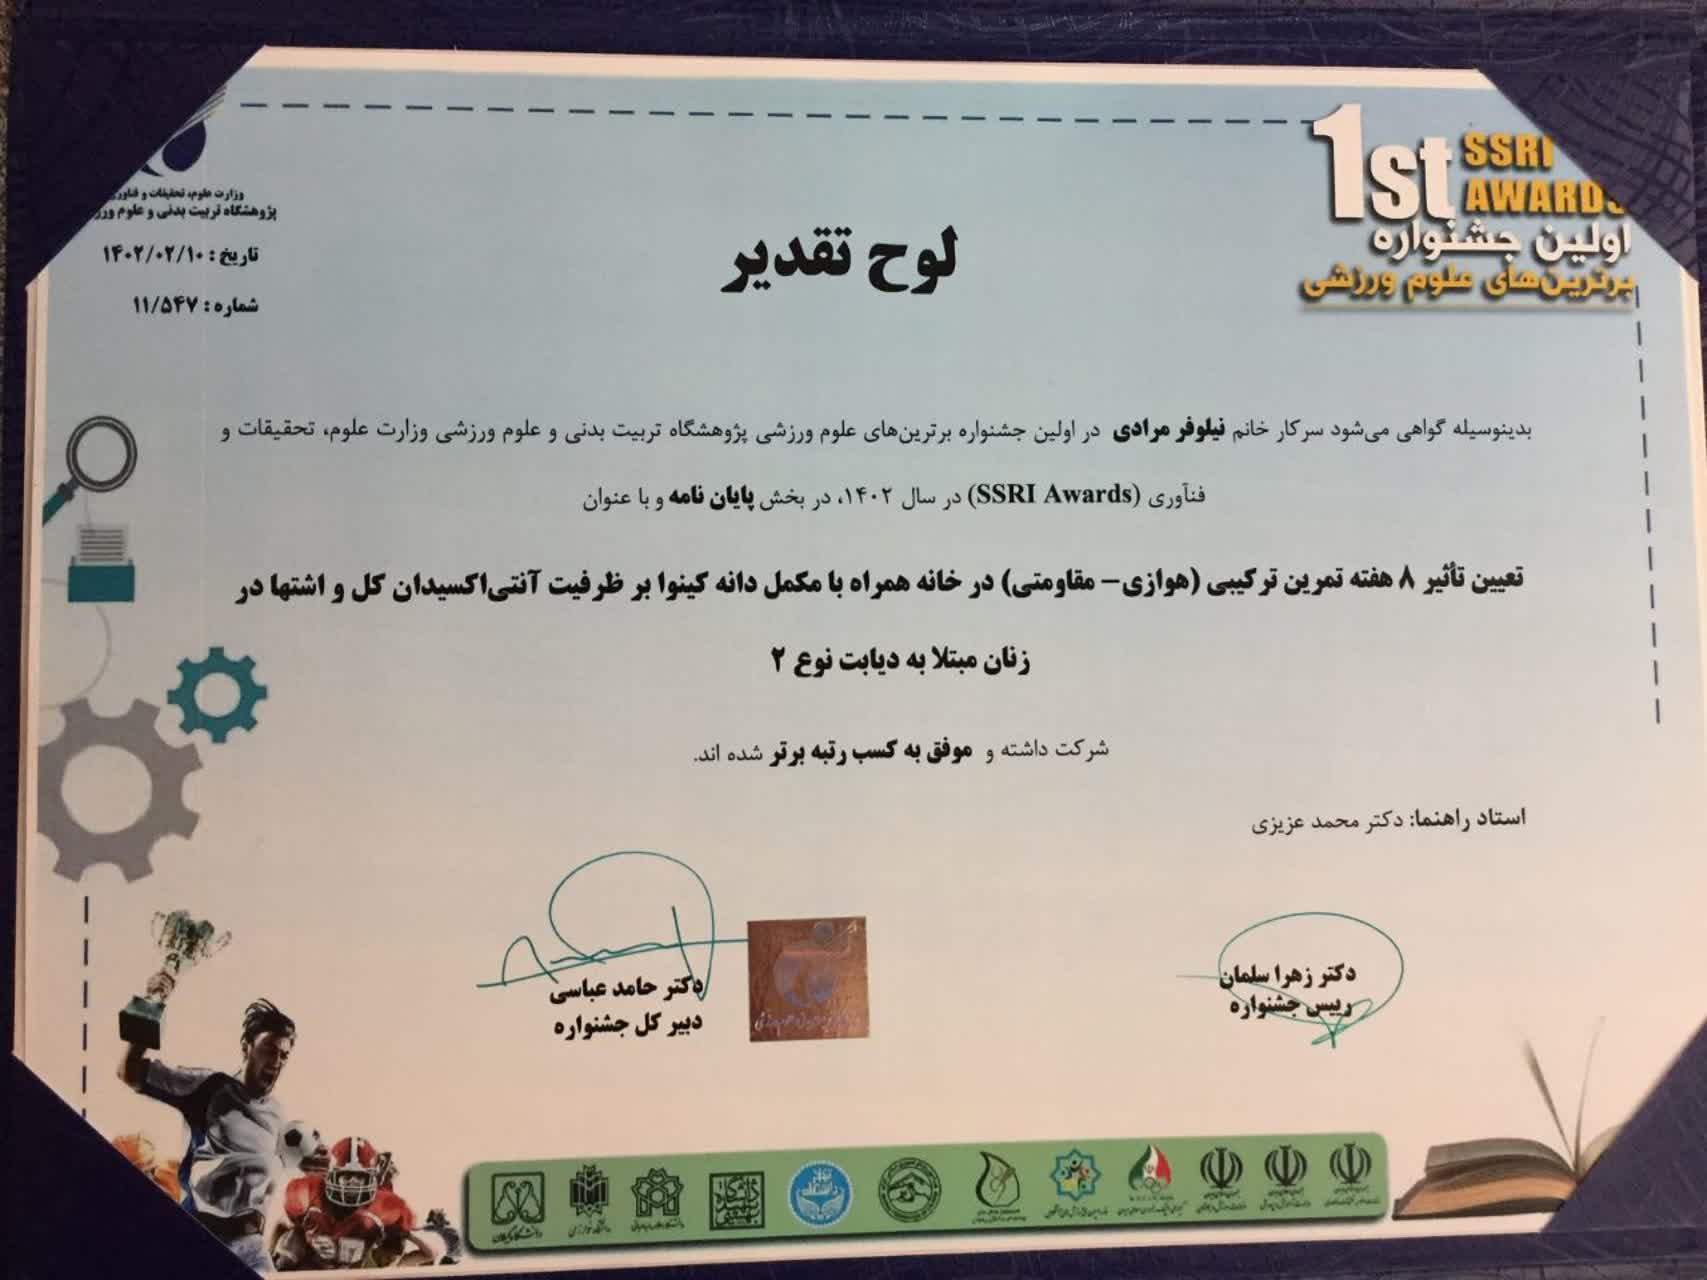 1st SSRI
AWARDS
اولین جشنواره
برترین‌های علوم ورزشی
وزارت علوم، تحقیقات و فناوری
پژوهشگاه تربیت بدنی و علوم
تاریخ : ۱۴۰۲/۰۲/۱۰
شماره : ۱۱/۵۴۷
لوح تقدیر
بدینوسیله گواهی می‌شود سرکار خانم نیلوفر مرادی در اولین جشنواره برترین‌های علوم ورزشی پژوهشگاه تربیت بدنی و علوم ورزشی وزارت علوم، تحقیقات و
فنآوری (SSRI Awards) در سال ۱۴۰۲، در بخش پایان نامه و با عنوان
تعیین تأثیر ۸ هفته تمرین ترکیبی (هوازی- مقاومتی) در خانه همراه با مکمل دانه کینوا بر ظرفیت آنتی‌اکسیدان کل و اشتها در
زنان مبتلا به دیابت نوع ۲
شرکت داشته و موفق به کسب رتبه برتر شده اند.
استاد راهنما: دکتر محمد عزیزی
دکتر زهرا سلمان
رییس جشنواره
دکتر حامد عباسی
دبیر کل جشنواره